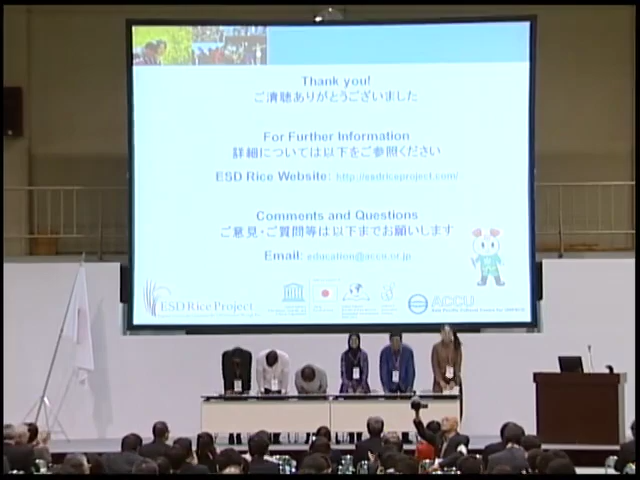 Thank you!
ご清聴ありがとうございました
For Further Information
詳細については以下をご参照ください
ESD Rice Website: http://esdriceproject.com/
Comments and Questions
ご意見・ご質問等は以下までお願いします
Email: education@accu.or.jp
ESD Rice Project
ACCU